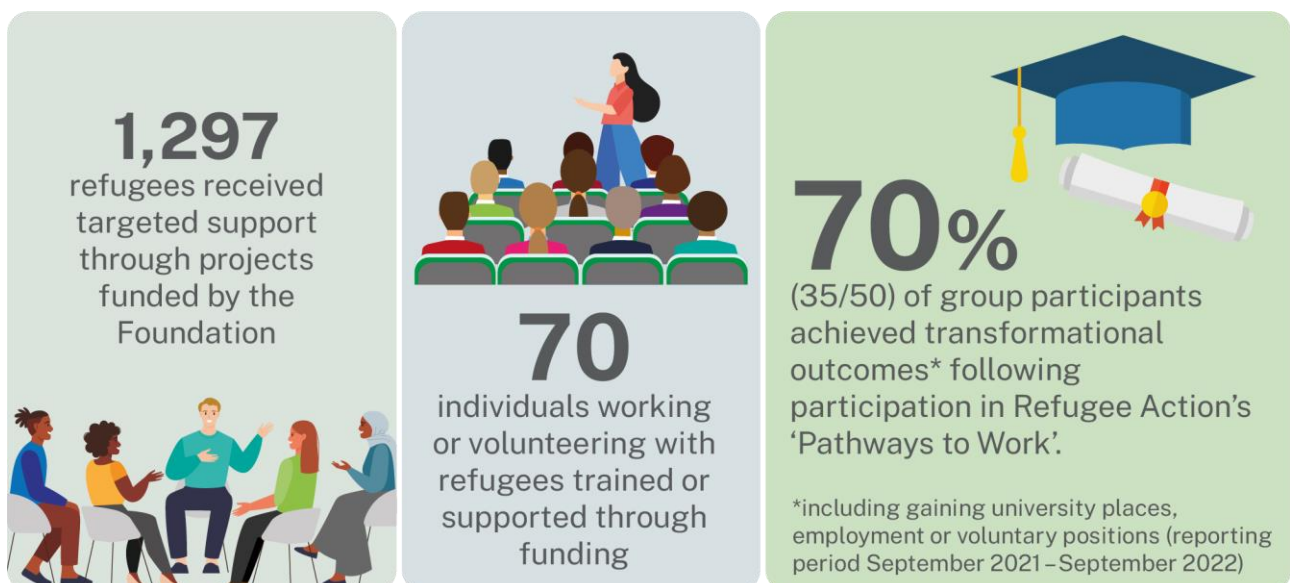 1,297
refugees received
targeted support
through projects
funded by the
Foundation
70
individuals working
or volunteering with
refugees trained or
supported through
funding
70%
(35/50) of group participants
achieved transformational
outcomes* following
participation in Refugee Action’s
‘Pathways to Work’.
*including gaining university places,
employment or voluntary positions (reporting
period September 2021 – September 2022)